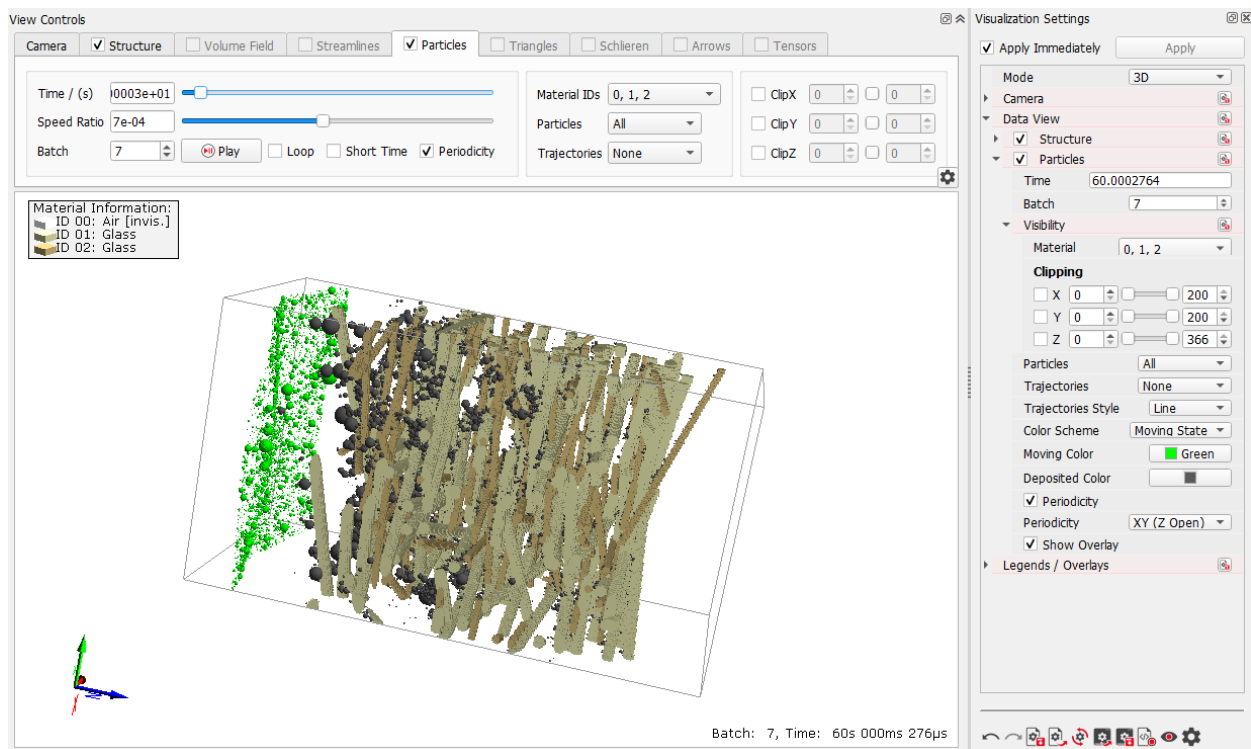 View Controls
Camera Structure Volume Field Streamlines Particles Triangles Schlieren Arrows Tensors
Time / (s) 00003e+01
Speed Ratio 7e-04
Batch 7 Play Loop Short Time Periodicity
Material IDs 0, 1, 2
Particles All
Trajectories None
ClipX 0 0
ClipY 0 0
ClipZ 0 0
Material Information:
ID 00: Air [invis.]
ID 01: Glass
ID 02: Glass
Batch: 7, Time: 60s 000ms 276µs
Visualization Settings
Apply Immediately Apply
Mode 3D
Camera
Data View
Structure
Particles
Time 60.0002764
Batch 7
Visibility
Material 0, 1, 2
Clipping
X 0 200
Y 0 200
Z 0 366
Particles All
Trajectories None
Trajectories Style Line
Color Scheme Moving State
Moving Color Green
Deposited Color
Periodicity
Periodicity XY (Z Open)
Show Overlay
Legends / Overlays